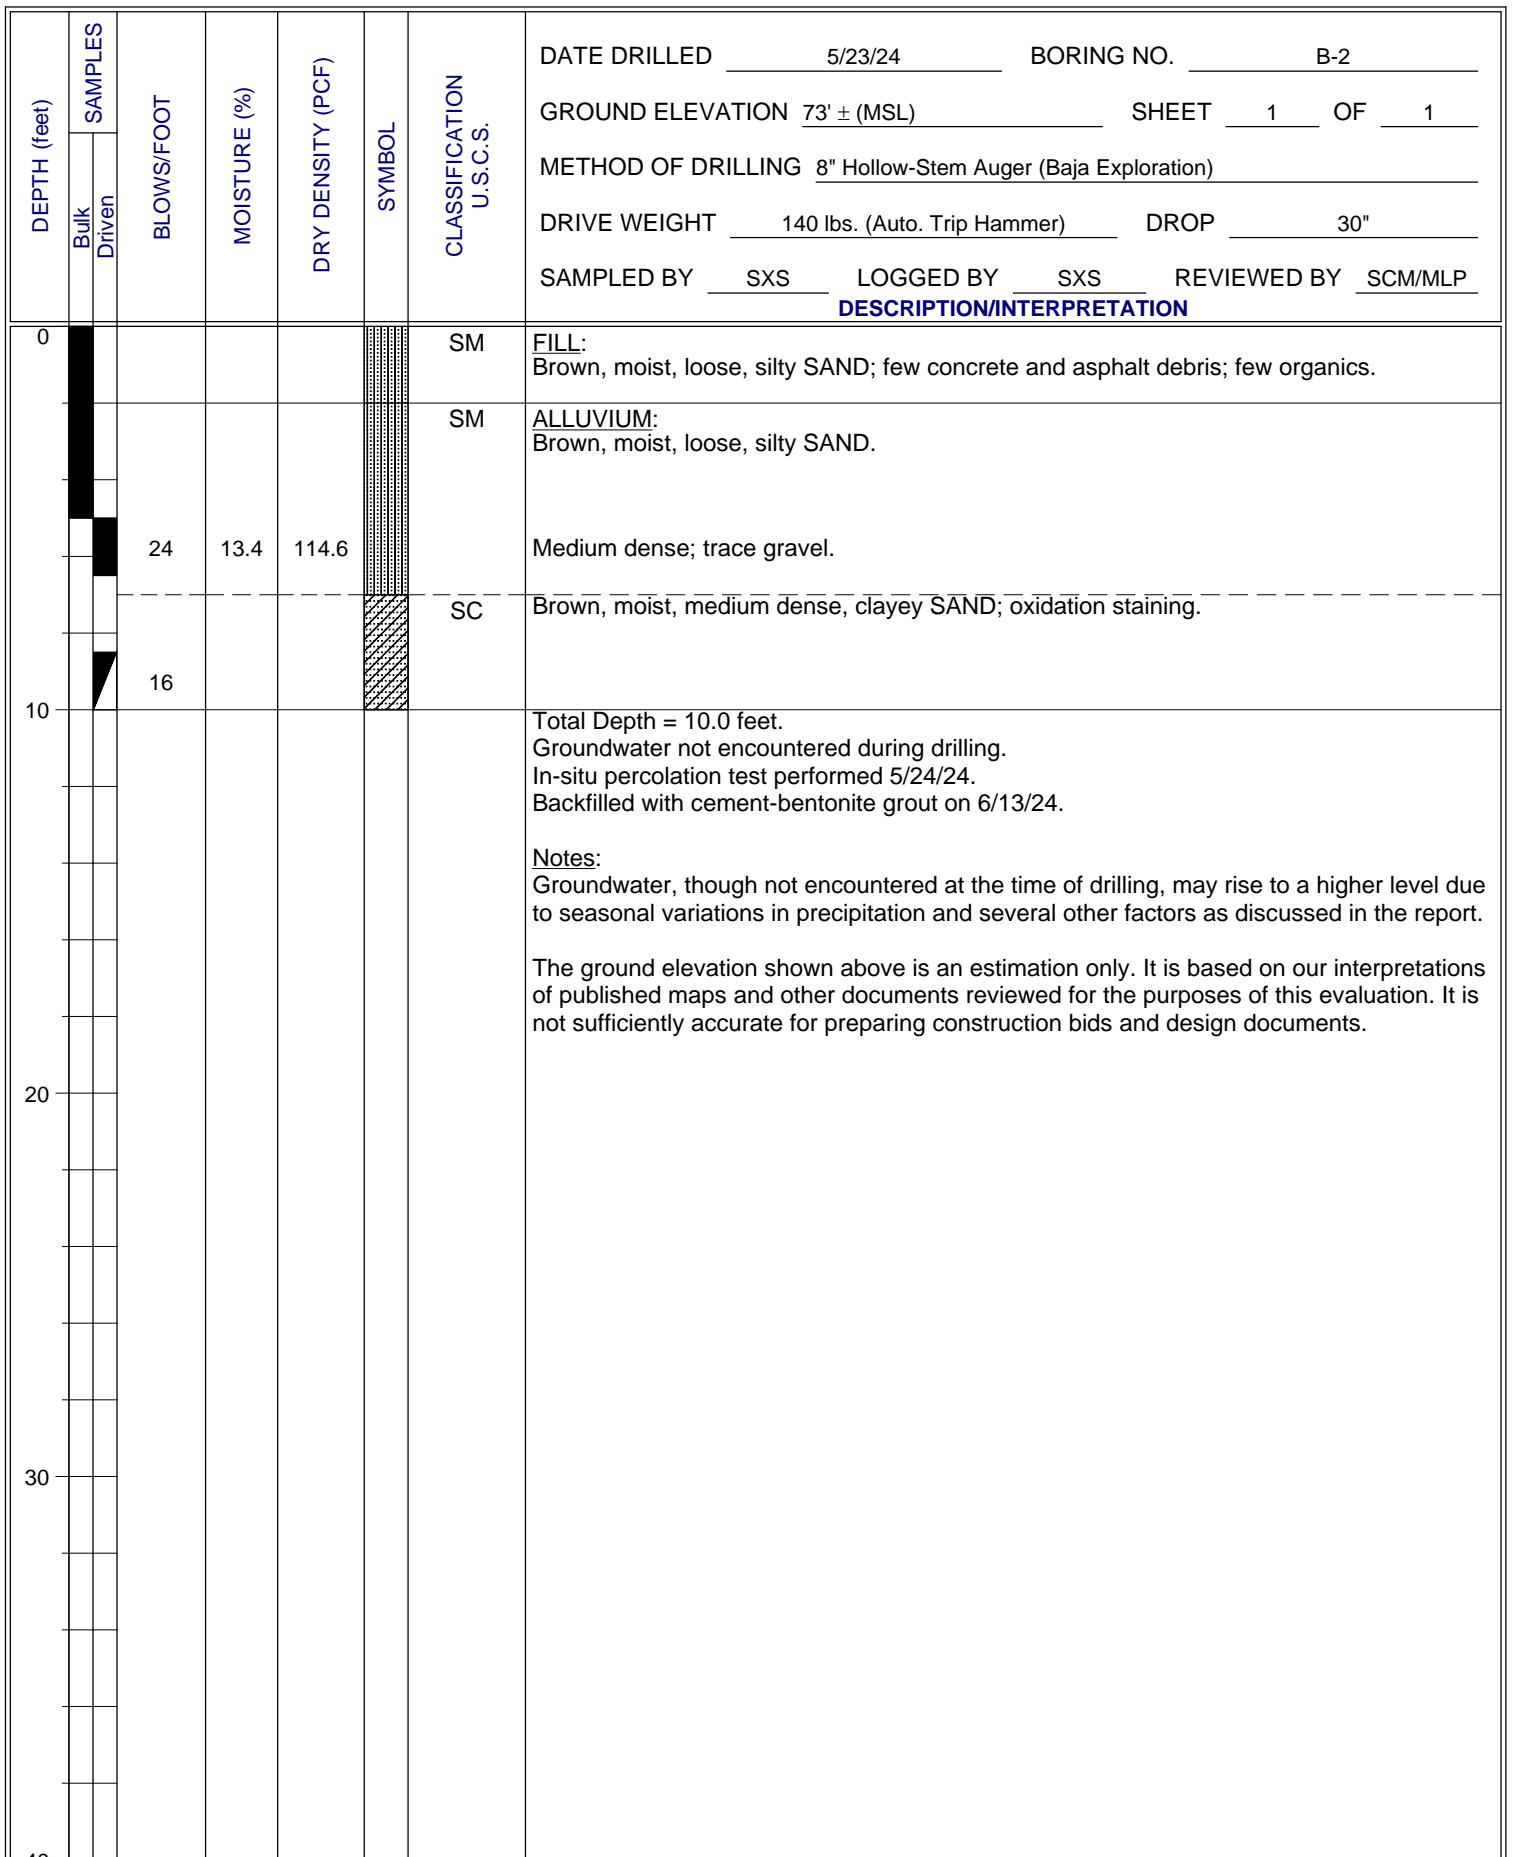 DEPTH (feet)
SAMPLES
Bulk
Driven
BLOWS/FOOT
MOISTURE (%)
DRY DENSITY (PCF)
SYMBOL
CLASSIFICATION
U.S.C.S.
DATE DRILLED 5/23/24 BORING NO. B-2
GROUND ELEVATION 73' ± (MSL) SHEET 1 OF 1
METHOD OF DRILLING 8" Hollow-Stem Auger (Baja Exploration)
DRIVE WEIGHT 140 lbs. (Auto. Trip Hammer) DROP 30"
SAMPLED BY SXS LOGGED BY SXS REVIEWED BY SCM/MLP
DESCRIPTION/INTERPRETATION
0 SM FILL:
Brown, moist, loose, silty SAND; few concrete and asphalt debris; few organics.
SM ALLUVIUM:
Brown, moist, loose, silty SAND.
24 13.4 114.6 Medium dense; trace gravel.
SC Brown, moist, medium dense, clayey SAND; oxidation staining.
16
10 Total Depth = 10.0 feet.
Groundwater not encountered during drilling.
In-situ percolation test performed 5/24/24.
Backfilled with cement-bentonite grout on 6/13/24.
Notes:
Groundwater, though not encountered at the time of drilling, may rise to a higher level due
to seasonal variations in precipitation and several other factors as discussed in the report.
The ground elevation shown above is an estimation only. It is based on our interpretations
of published maps and other documents reviewed for the purposes of this evaluation. It is
not sufficiently accurate for preparing construction bids and design documents.
20
30